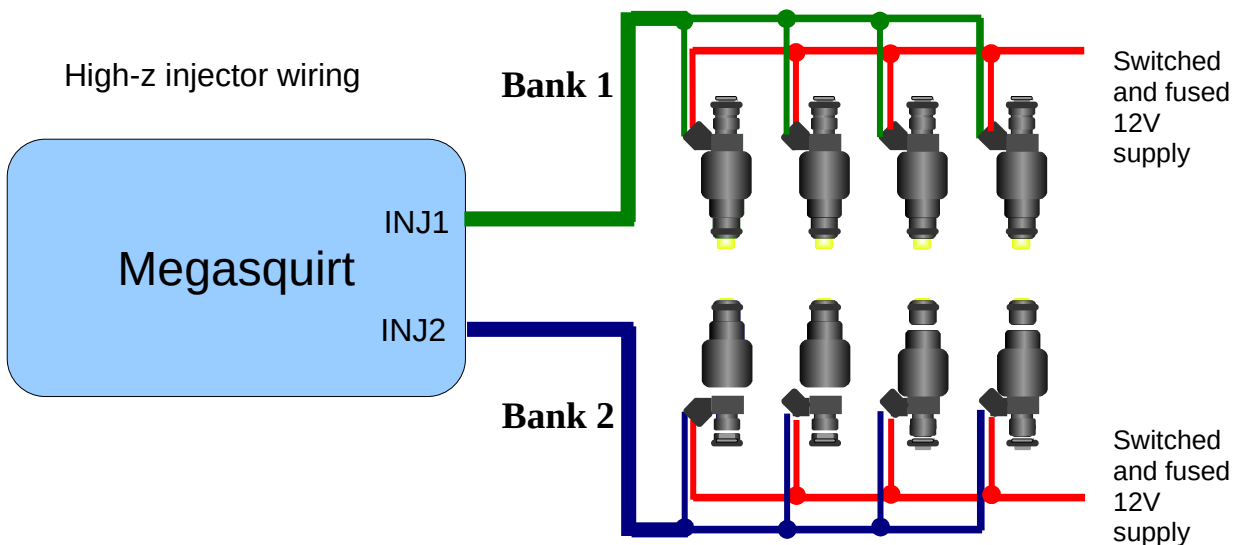 High-z injector wiring
Bank 1
Switched
and fused
12V
supply
INJ1
Megasquirt
INJ2
Bank 2
Switched
and fused
12V
supply